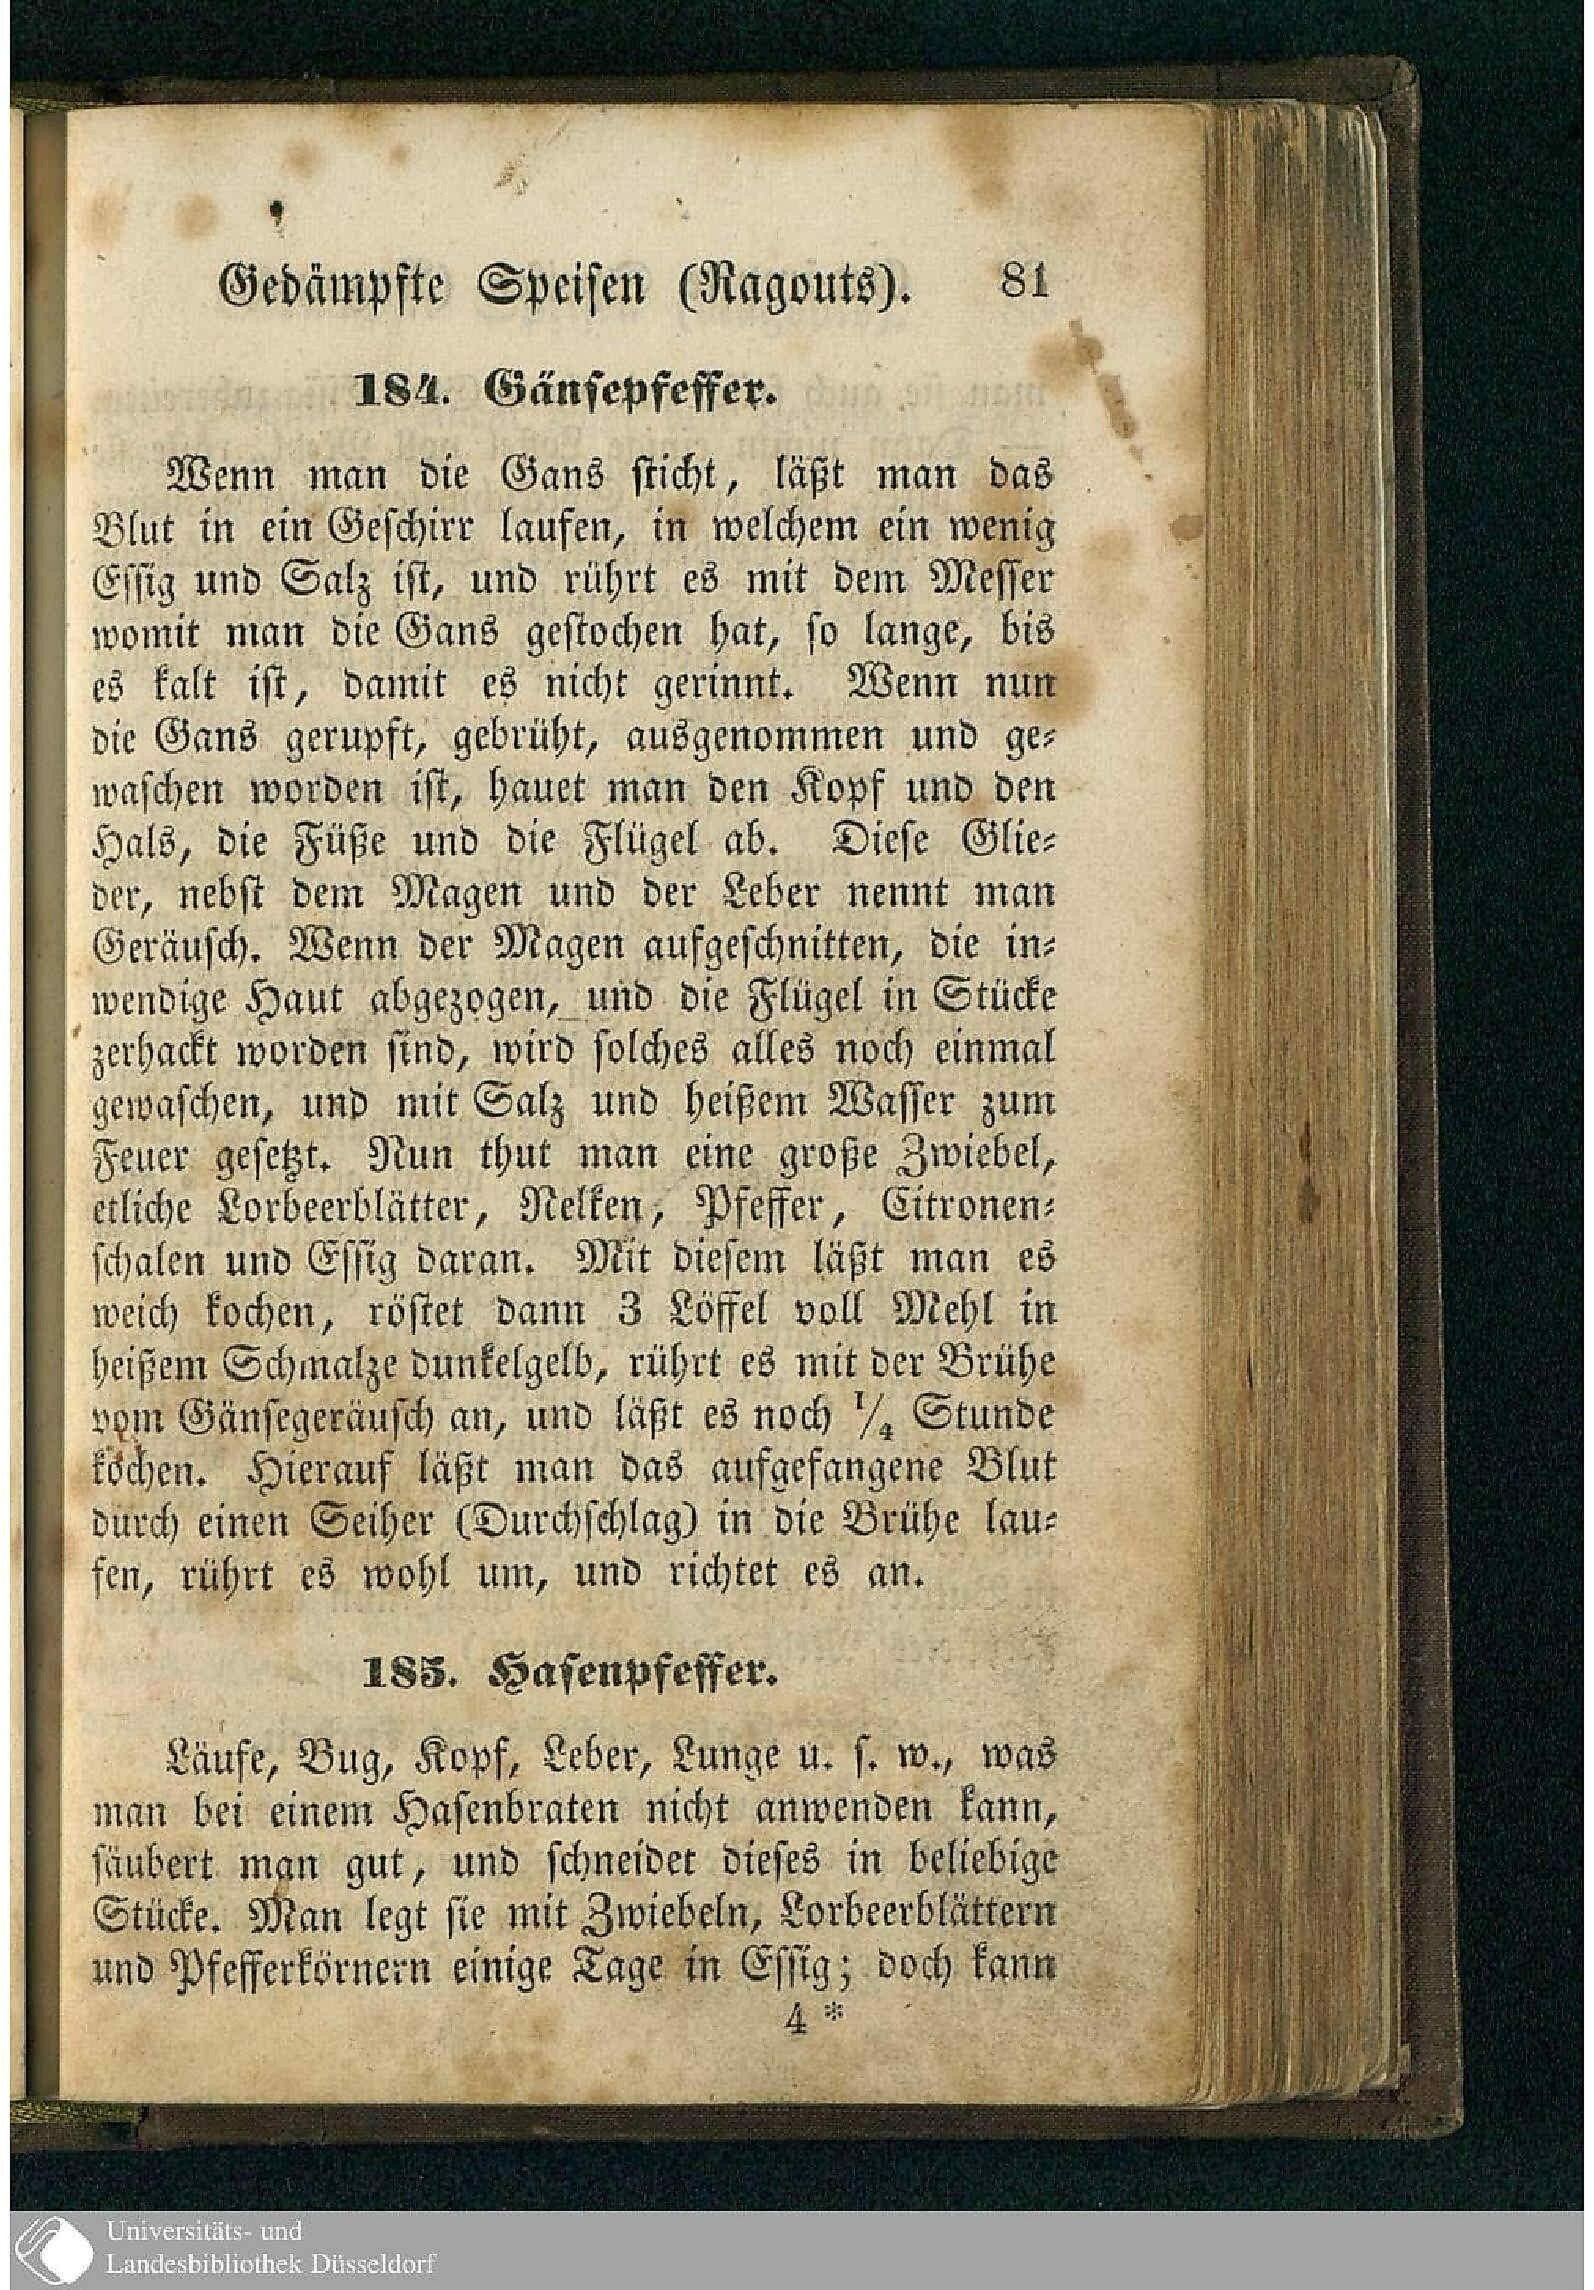 Gedämpfte Speisen (Ragouts). 81
184. Gänsepfeffer.
Wenn man die Gans sticht, läßt man das
Blut in ein Geschirr laufen, in welchem ein wenig
Essig und Salz ist, und rührt es mit dem Messer
womit man die Gans gestochen hat, so lange, bis
es kalt ist, damit es nicht gerinnt. Wenn nun
die Gans gerupft, gebrüht, ausgenommen und ge-
waschen worden ist, hauet man den Kopf und den
Hals, die Füße und die Flügel ab. Diese Glie-
der, nebst dem Magen und der Leber nennt man
Geräusch. Wenn der Magen aufgeschnitten, die in-
wendige Haut abgezogen, und die Flügel in Stücke
zerhackt worden sind, wird solches alles noch einmal
gewaschen, und mit Salz und heißem Wasser zum
Feuer gesetzt. Nun thut man eine große Zwiebel,
etliche Lorbeerblätter, Nelken, Pfeffer, Citronen-
schalen und Essig daran. Mit diesem läßt man es
weich kochen, röstet dann 3 Löffel voll Mehl in
heißem Schmalze dunkelgelb, rührt es mit der Brühe
vom Gänsegeräusch an, und läßt es noch 1/4 Stunde
kochen. Hierauf läßt man das aufgefangene Blut
durch einen Seiher (Durchschlag) in die Brühe lau-
fen, rührt es wohl um, und richtet es an.
185. Hasenpfeffer.
Läufe, Bug, Kopf, Leber, Lunge u. s. w., was
man bei einem Hasenbraten nicht anwenden kann,
säubert man gut, und schneidet dieses in beliebige
Stücke. Man legt sie mit Zwiebeln, Lorbeerblättern
und Pfefferkörnern einige Tage in Essig; doch kann
4 *
Universitäts- und
Landesbibliothek Düsseldorf